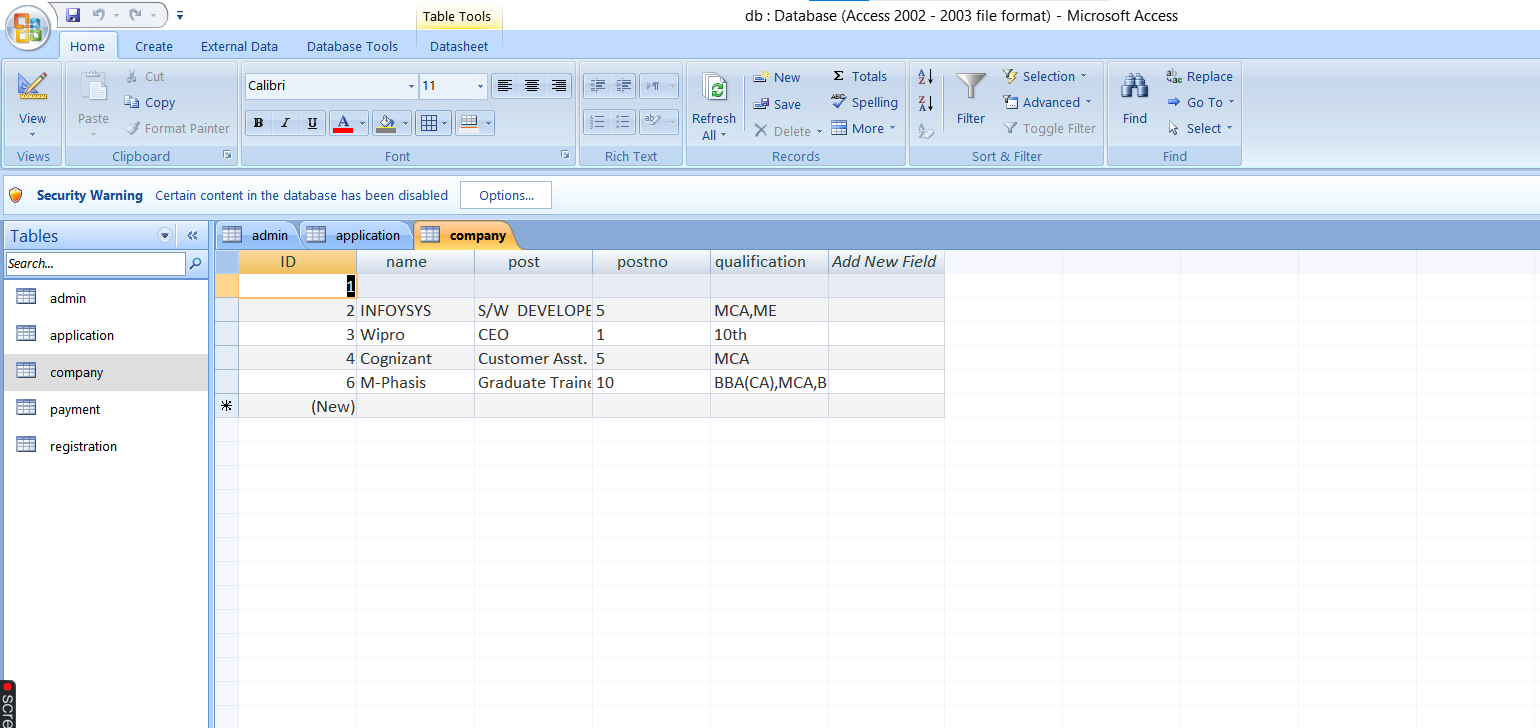 Table Tools
db : Database (Access 2002 - 2003 file format) - Microsoft Access
Home Create External Data Database Tools Datasheet
View
Views
Paste
Cut
Copy
Format Painter
Clipboard
Calibri 11
B I U A
Font
Rich Text
Refresh All
New
Save
Delete
Σ Totals
Spelling
More
Records
Filter
Selection
Advanced
Toggle Filter
Sort & Filter
Find
Replace
Go To
Select
Find
Security Warning Certain content in the database has been disabled Options...
Tables «
Search...
admin
application
company
payment
registration
admin application company
ID name post postno qualification Add New Field
1
2 INFOYSYS S/W DEVELOPE 5 MCA,ME
3 Wipro CEO 1 10th
4 Cognizant Customer Asst. 5 MCA
6 M-Phasis Graduate Traine 10 BBA(CA),MCA,B
(New)
scre